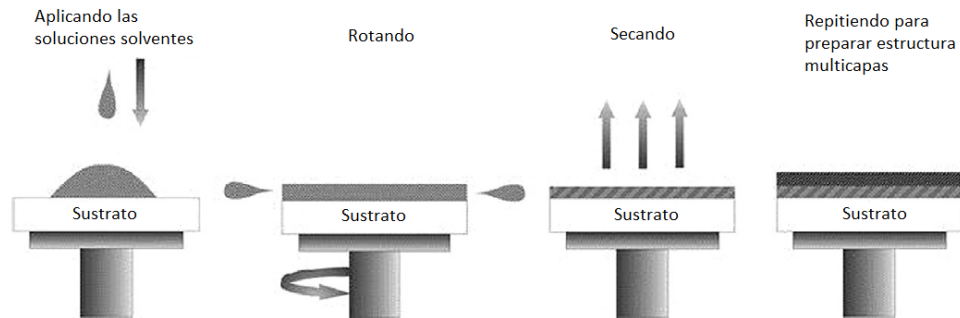 Aplicando las
soluciones solventes
Rotando
Secando
Repitiendo para
preparar estructura
multicapas
Sustrato
Sustrato
Sustrato
Sustrato